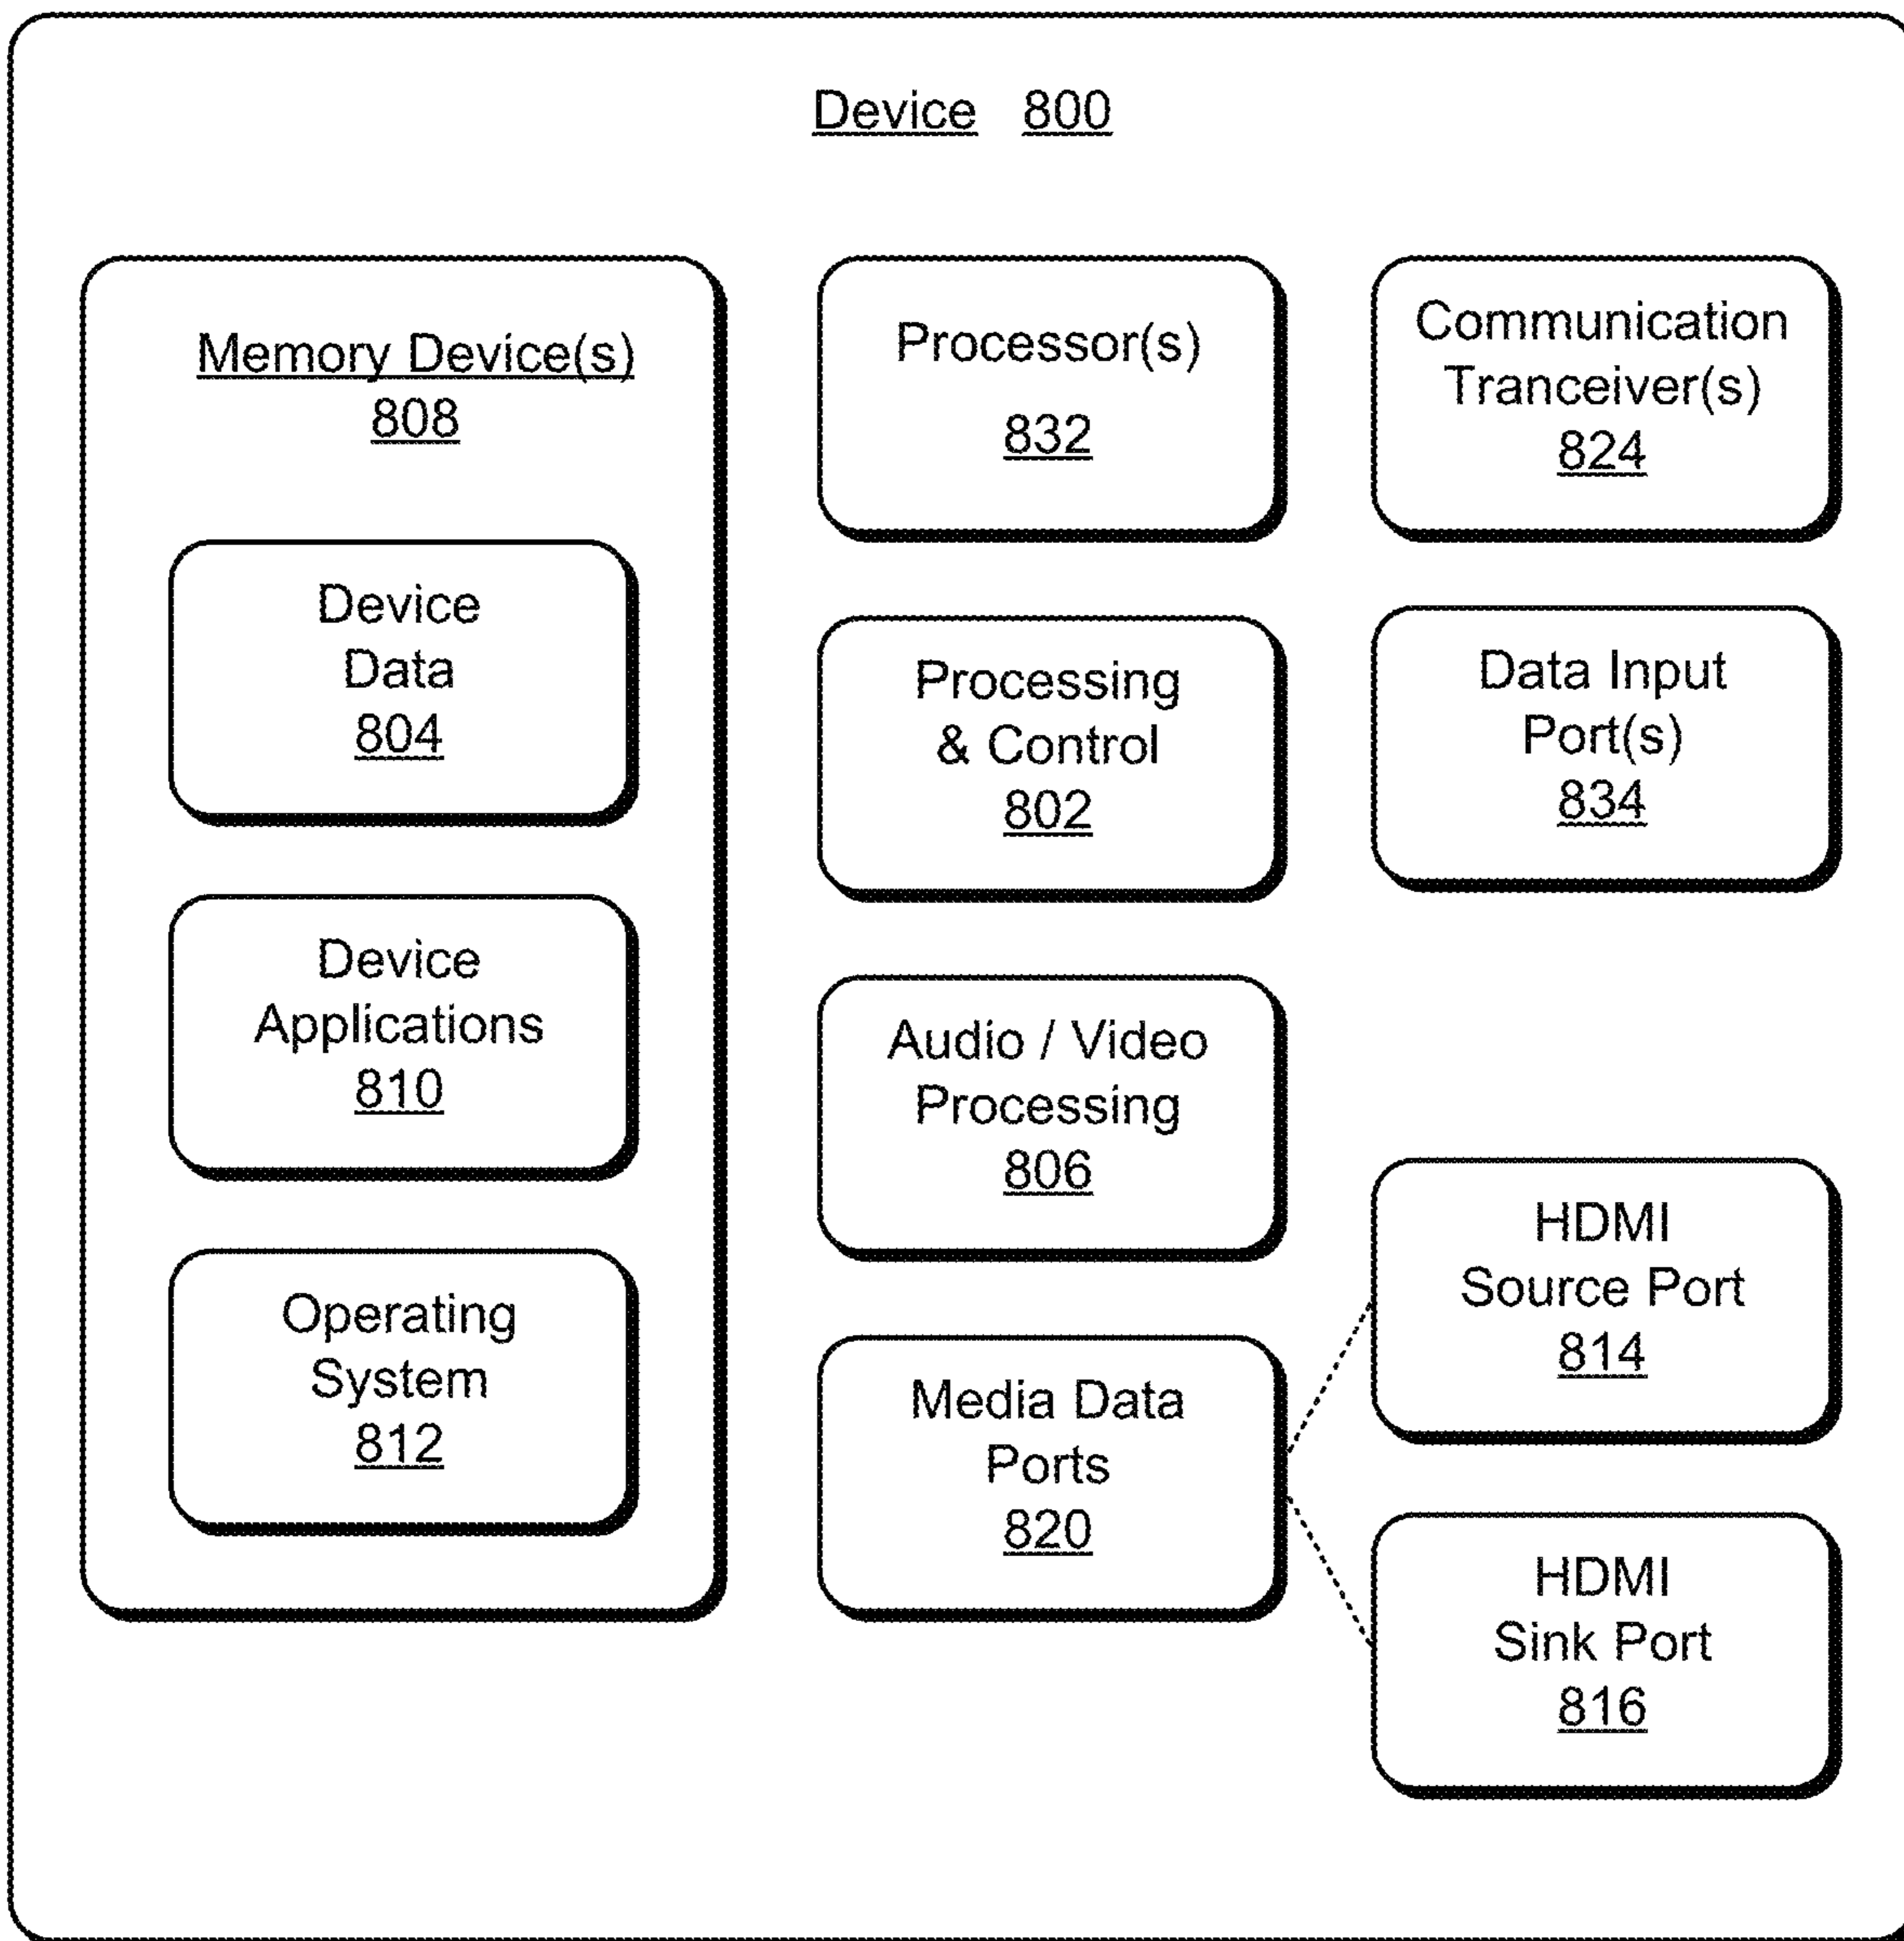 Device 800
Memory Device(s)
808
Device
Data
804
Device
Applications
810
Operating
System
812
Processor(s)
832
Processing
& Control
802
Audio / Video
Processing
806
Media Data
Ports
820
Communication
Tranceiver(s)
824
Data Input
Port(s)
834
HDMI
Source Port
814
HDMI
Sink Port
816